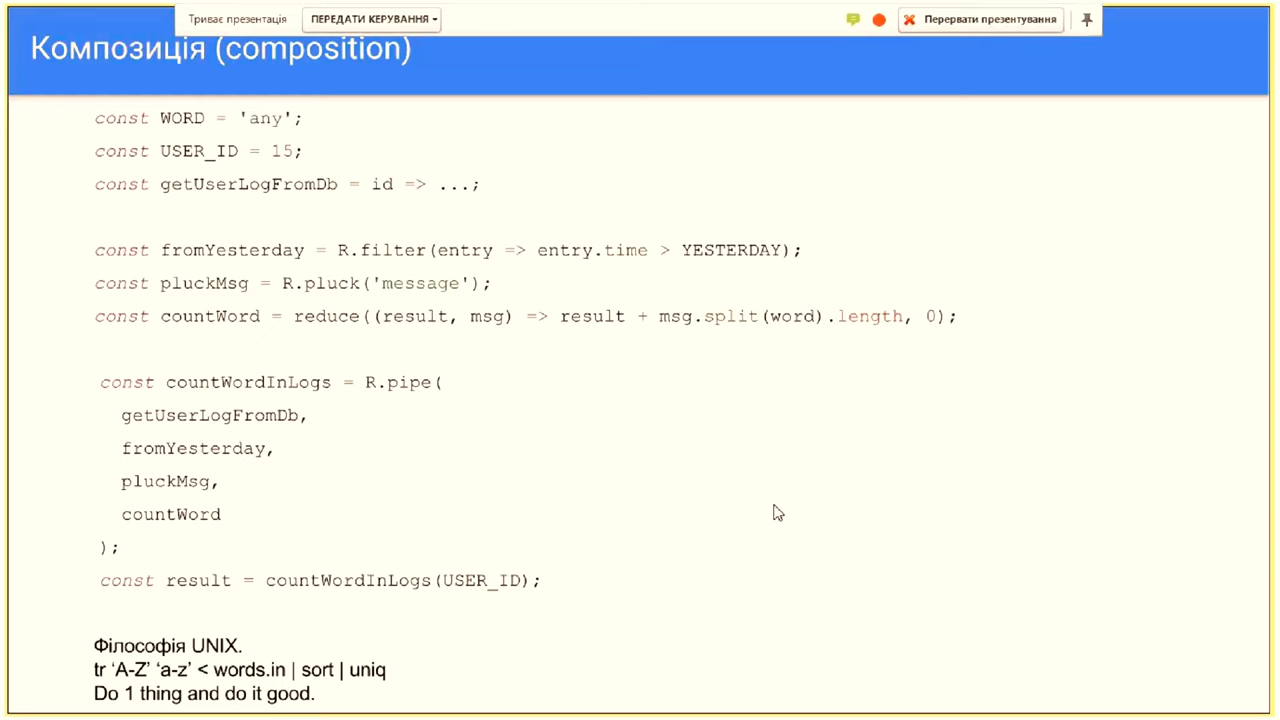 Триває презентація ПЕРЕДАТИ КЕРУВАННЯ Перервати презентування
Композиція (composition)
const WORD = 'any';
const USER_ID = 15;
const getUserLogFromDb = id => ...;
const fromYesterday = R.filter(entry => entry.time > YESTERDAY);
const pluckMsg = R.pluck('message');
const countWord = reduce((result, msg) => result + msg.split(word).length, 0);
const countWordInLogs = R.pipe(
getUserLogFromDb,
fromYesterday,
pluckMsg,
countWord
);
const result = countWordInLogs(USER_ID);
Філософія UNIX.
tr ‘A-Z’ ‘a-z’ < words.in | sort | uniq
Do 1 thing and do it good.